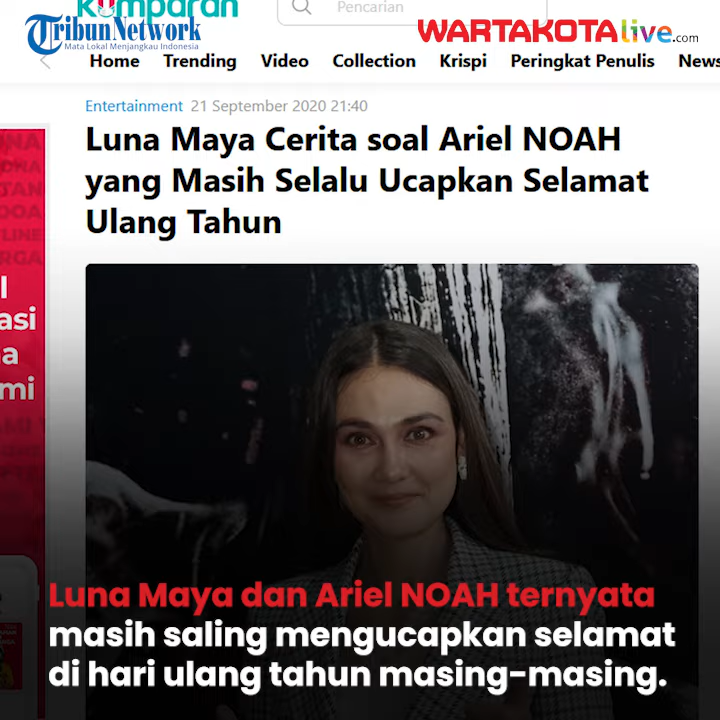 kumparan
TribunNetwork
Mata Lokal Menjangkau Indonesia
Pencarian
WARTAKOTAlive.com
Home Trending Video Collection Krispi Peringkat Penulis News
Entertainment 21 September 2020 21:40
Luna Maya Cerita soal Ariel NOAH
yang Masih Selalu Ucapkan Selamat
Ulang Tahun
Luna Maya dan Ariel NOAH ternyata
masih saling mengucapkan selamat
di hari ulang tahun masing-masing.